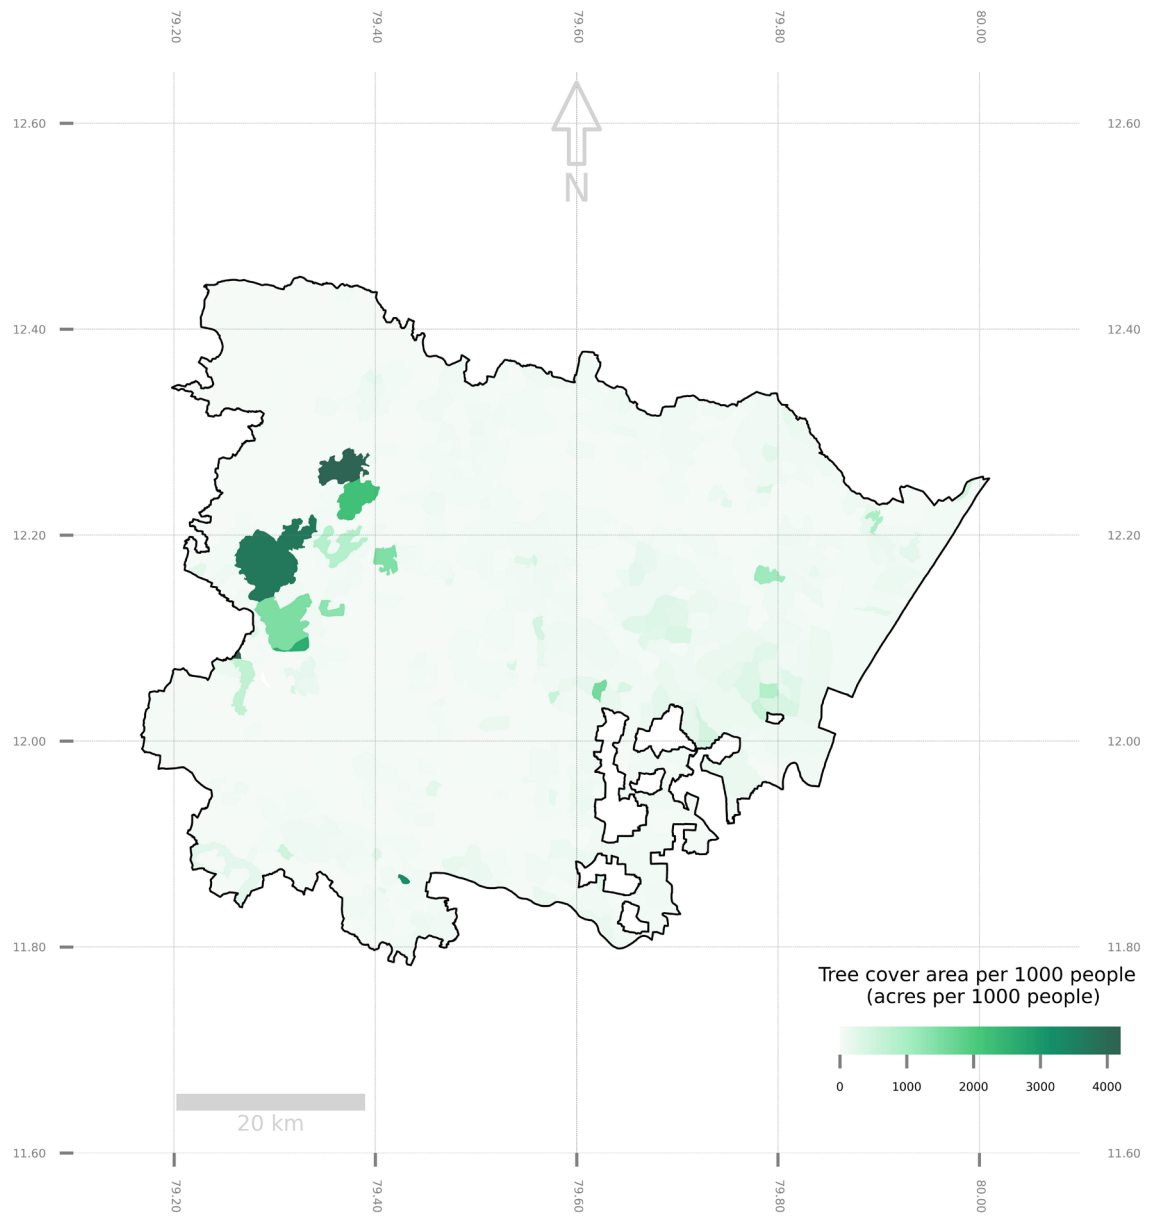 79.20 79.40 79.60 79.80 80.00
12.60 12.60
N
12.40 12.40
12.20 12.20
12.00 12.00
11.80 11.80
Tree cover area per 1000 people
(acres per 1000 people)
0 1000 2000 3000 4000
20 km
11.60 11.60
79.20 79.40 79.60 79.80 80.00